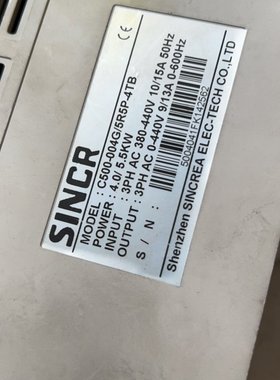 SINCR
MODEL : C500-004G/5R5P-4TB
POWER : 4.0/ 5.5KW
INPUT : 3PH AC 380-440V 10/15A 50Hz
OUTPUT : 3PH AC 0-440V 9/13A 0-600Hz
S / N :
5004041FK142562
Shenzhen SINCREA ELEC-TECH CO.,LTD